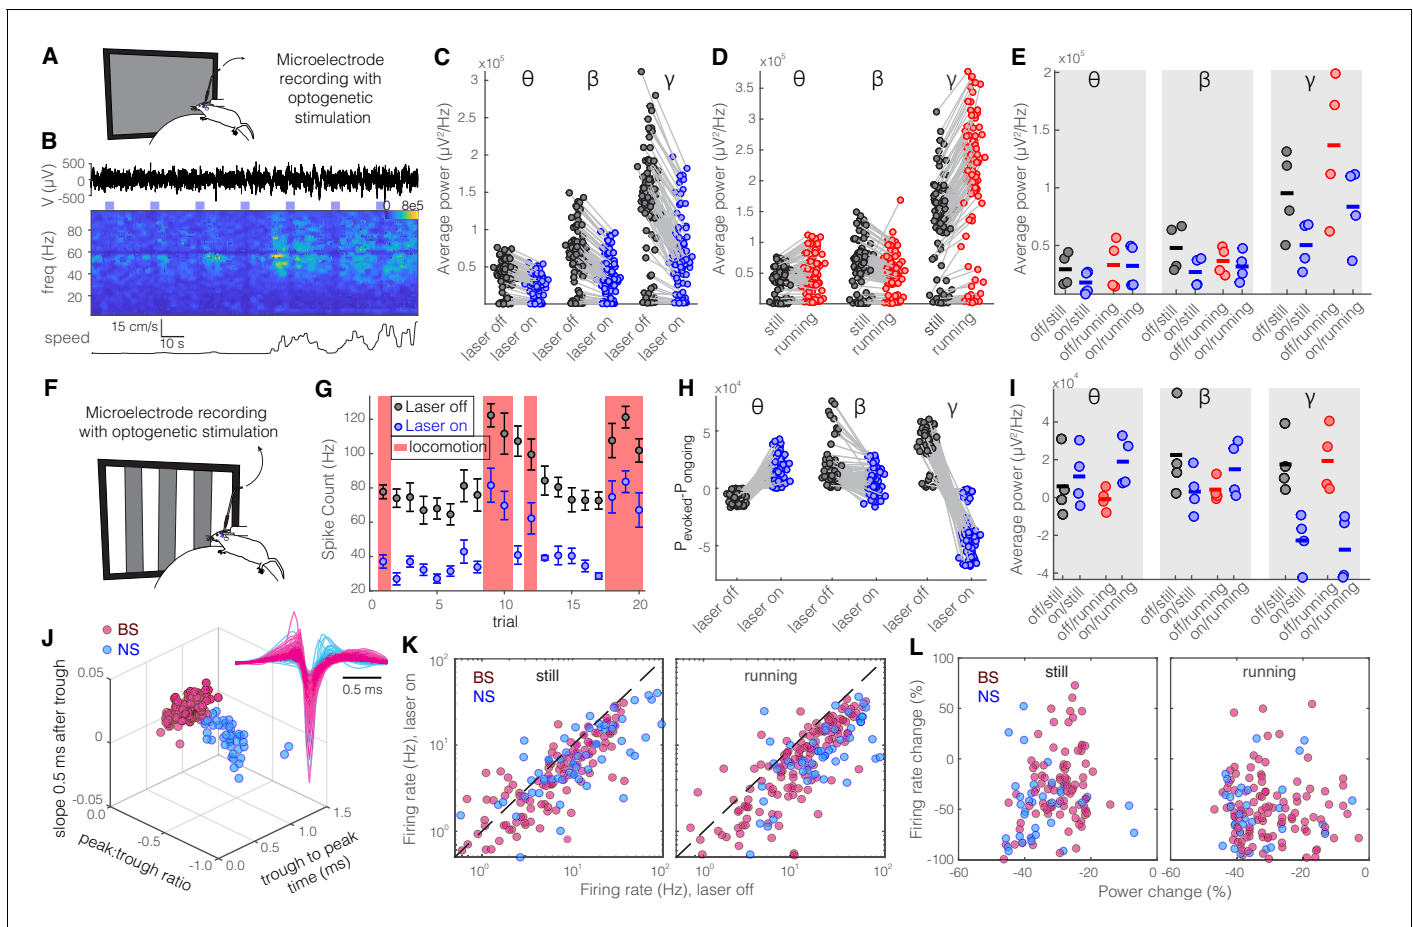 A
Microelectrode
recording with
optogenetic
stimulation
B
500
0
-500
V (µV)
0 8e5
80
60
40
20
freq (Hz)
speed
15 cm/s
10 s
C
x10⁵
3
2.5
2
1.5
1
0.5
Average power (µV²/Hz)
θ β γ
laser off laser on laser off laser on laser off laser on
D
x10⁵
3.5
3
2.5
2
1.5
1
0.5
Average power (µV²/Hz)
θ β γ
still running still running still running
E
x10⁵
2
1.5
1
0.5
Average power (µV²/Hz)
θ β γ
off/still on/still off/running on/running off/still on/still off/running on/running off/still on/still off/running on/running
F
Microelectrode recording
with optogenetic stimulation
G
Laser off
Laser on
locomotion
120
100
80
60
40
20
Spike Count (Hz)
0 5 10 15 20
trial
H
x10⁴
5
0
-5
Pevoked-Pongoing
θ β γ
laser off laser on laser off laser on laser off laser on
I
x10⁴
4
2
0
-2
-4
Average power (µV²/Hz)
θ β γ
off/still on/still off/running on/running off/still on/still off/running on/running off/still on/still off/running on/running
J
BS
NS
0.5 ms
0.05
0
-0.05
slope 0.5 ms after trough
0.0 -0.5 -1.0
peak:trough ratio
0.0 0.5 1.0 1.5
trough to peak
time (ms)
K
BS
NS
still
running
10²
10¹
10⁰
Firing rate (Hz), laser on
10⁰ 10¹ 10² 10⁰ 10¹ 10²
Firing rate (Hz), laser off
L
BS
NS
still
running
100
50
0
-50
-100
Firing rate change (%)
-60 -40 -20 0 -60 -40 -20 0
Power change (%)